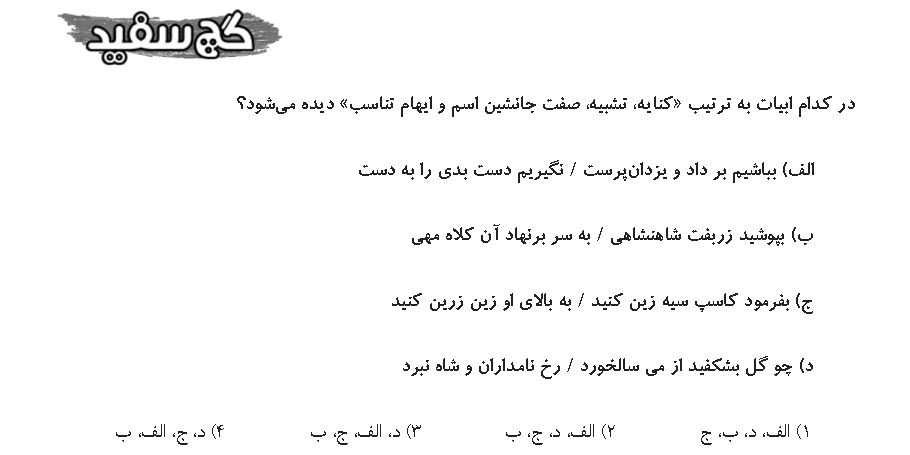 گچ سفید
در کدام ابیات به ترتیب «کنایه، تشبیه، صفت جانشین اسم و ایهام تناسب» دیده می‌شود؟
الف) بباشیم بر داد و یزدان‌پرست / نگیریم دست بدی را به دست
ب) بپوشید زربفت شاهنشاهی / به سر برنهاد آن کلاه مهی
ج) بفرمود کاسپ سیه زین کنید / به بالای او زین زرین کنید
د) چو گل بشکفید از می سالخورد / رخ نامداران و شاه نبرد
۱) الف، د، ب، ج ۲) الف، د، ج، ب ۳) د، الف، ج، ب ۴) د، ج، الف، ب